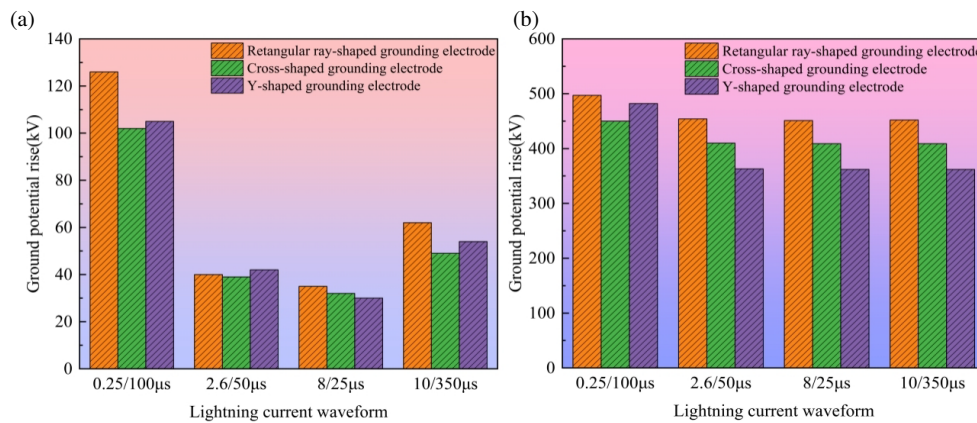 (a)
140
120
100
80
60
40
20
0
Ground potential rise(kV)
Retangular ray-shaped grounding electrode
Cross-shaped grounding electrode
Y-shaped grounding electrode
0.25/100μs 2.6/50μs 8/25μs 10/350μs
Lightning current waveform
(b)
600
500
400
300
200
100
0
Ground potential rise(kV)
Retangular ray-shaped grounding electrode
Cross-shaped grounding electrode
Y-shaped grounding electrode
0.25/100μs 2.6/50μs 8/25μs 10/350μs
Lightning current waveform